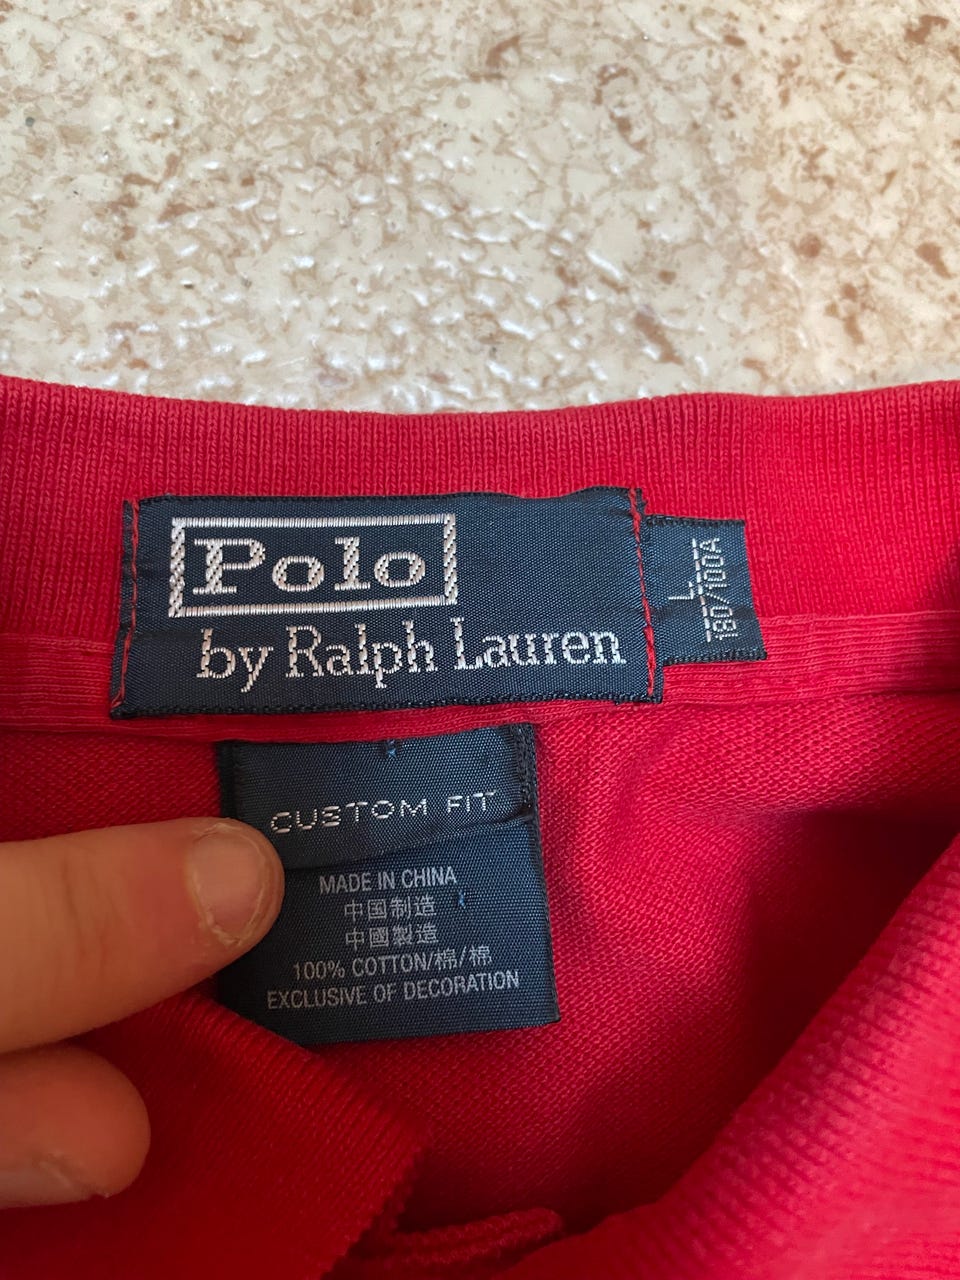 Polo
by Ralph Lauren
L
180/100A
CUSTOM FIT
MADE IN CHINA
中国制造
中國製造
100% COTTON/棉/棉
EXCLUSIVE OF DECORATION